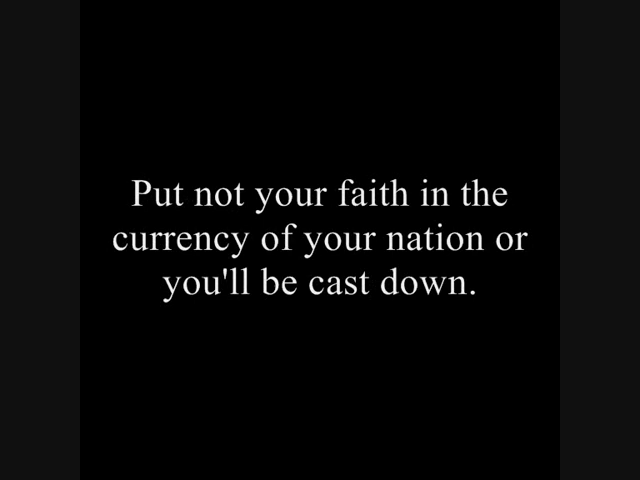 Put not your faith in the
currency of your nation or
you'll be cast down.